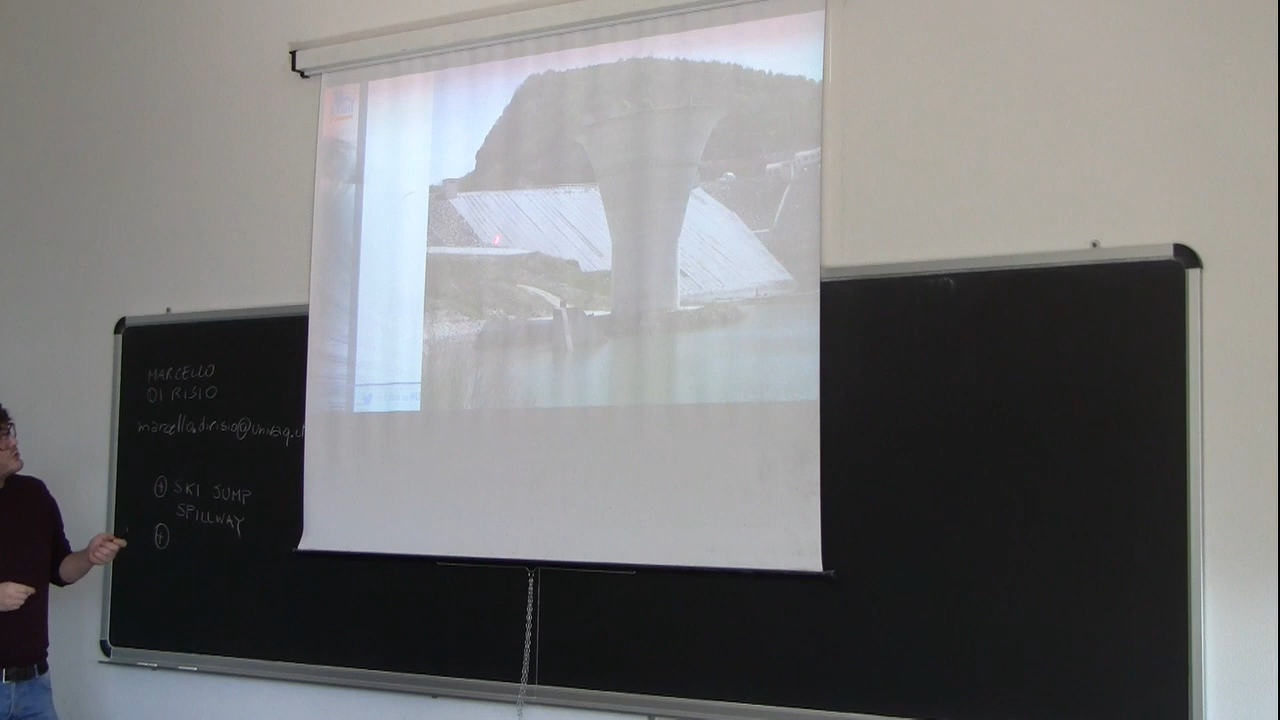 MARCELLO
DI RISIO
marcello.dirisio@univaq.it
+ SKI JUMP
SPILLWAY
+